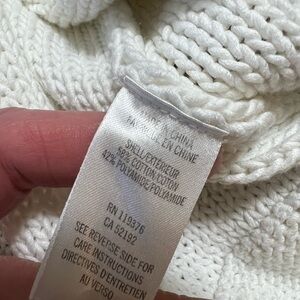 MADE IN CHINA
FABRIQUÉ EN CHINE
SHELL/EXTÉRIEUR
58% COTTON/COTON
42% POLYAMIDE/POLYAMIDE
RN 119376
CA 52192
SEE REVERSE SIDE FOR
CARE INSTRUCTIONS
DIRECTIVES D'ENTRETIEN
AU VERSO